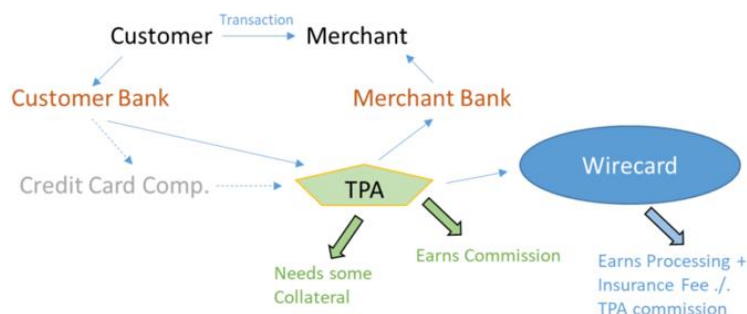 Transaction
Customer
Merchant
Customer Bank
Merchant Bank
Credit Card Comp.
TPA
Wirecard
Needs some
Collateral
Earns Commission
Earns Processing +
Insurance Fee ./.
TPA commission